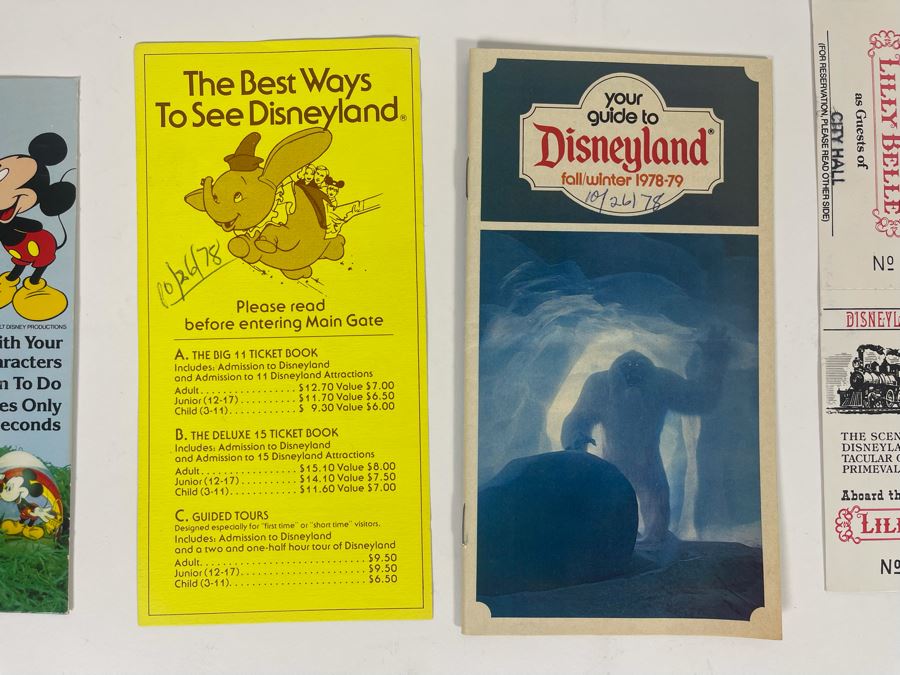 LT DISNEY PRODUCTIONS
ith Your
aracters
n To Do
es Only
econds
The Best Ways
To See Disneyland®
10/26/78
Please read
before entering Main Gate
A. THE BIG 11 TICKET BOOK
Includes: Admission to Disneyland
and Admission to 11 Disneyland Attractions
Adult.................$12.70 Value $7.00
Junior (12-17)..........$11.70 Value $6.50
Child (3-11)............$ 9.30 Value $6.00
B. THE DELUXE 15 TICKET BOOK
Includes: Admission to Disneyland
and Admission to 15 Disneyland Attractions
Adult.................$15.10 Value $8.00
Junior (12-17)..........$14.10 Value $7.50
Child (3-11)............$11.60 Value $7.00
C. GUIDED TOURS
Designed especially for "first time" or "short time" visitors.
Includes: Admission to Disneyland
and a two and one-half hour tour of Disneyland
Adult.............................$9.50
Junior (12-17).....................$9.50
Child (3-11).......................$6.50
your
guide to
Disneyland®
fall/winter 1978-79
10/26/78
LILLY BELLE
as Guests of
CITY HALL
(FOR RESERVATION, PLEASE READ OTHER SIDE)
Nº
DISNEYL
THE SCEN
DISNEYLA
TACULAR G
PRIMEVAL
Aboard th
LILL
Nº